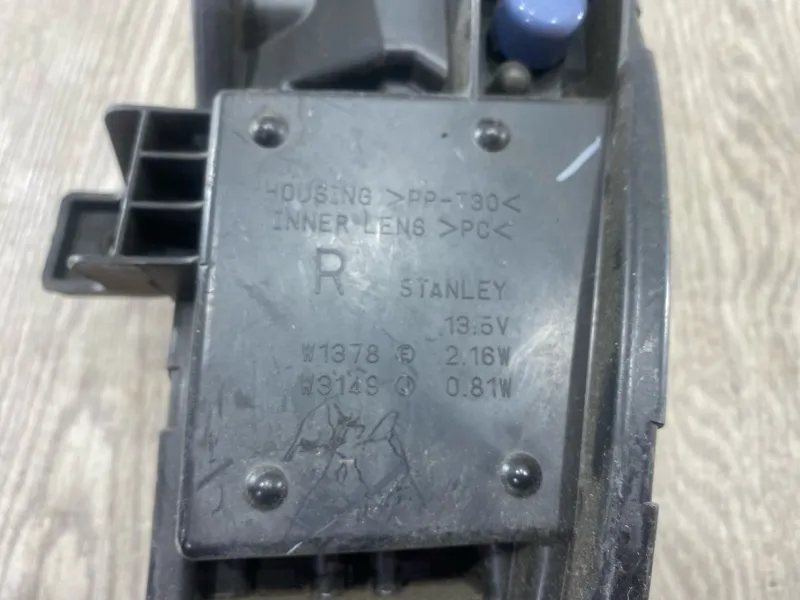 HOUSING >PP-T30<
INNER LENS >PC<
R STANLEY
13.5V
W1378 Ⓔ 2.16W
W3149 Ⓙ 0.81W